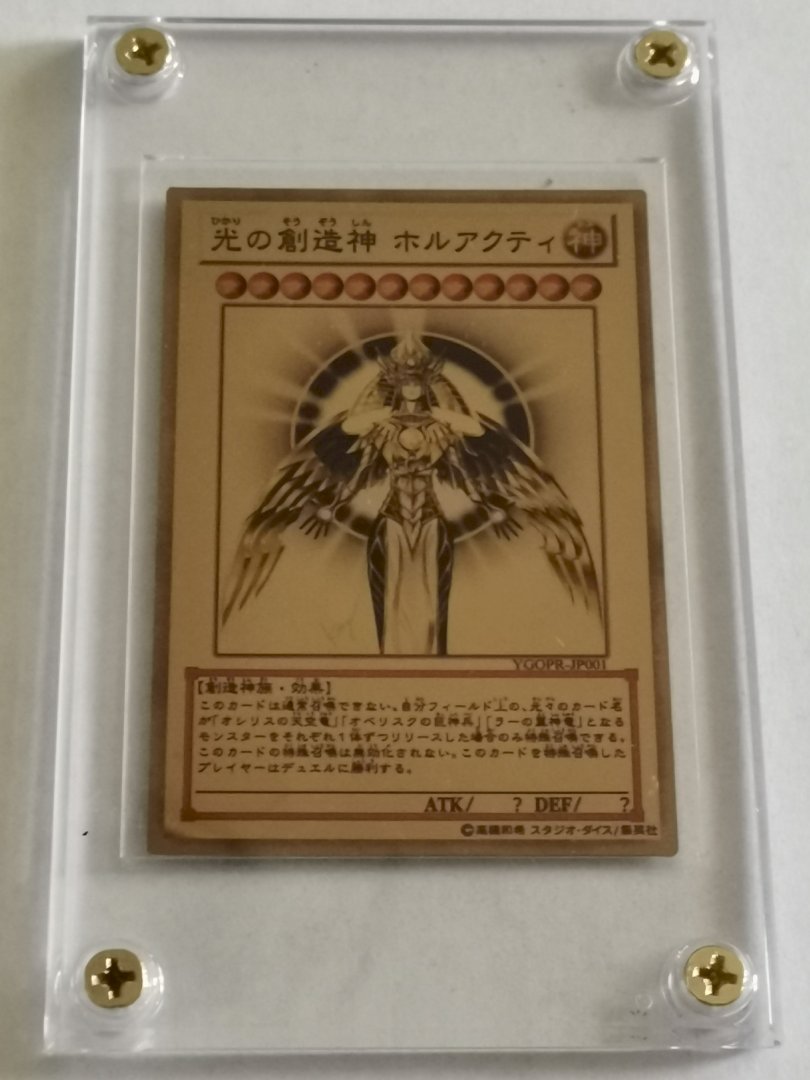 ひかり そう ぞう しん
光の創造神 ホルアクティ 神
YGOPR-JP001
【創造神族・効果】
このカードは通常召喚できない。自分フィールド上の、元々のカード名
が「オシリスの天空竜」「オベリスクの巨神兵」「ラーの翼神竜」となる
モンスターをそれぞれ1体ずつリリースした場合のみ特殊召喚できる。
このカードの特殊召喚は無効化されない。このカードを特殊召喚した
プレイヤーはデュエルに勝利する。
ATK/ ? DEF/ ?
©高橋和希 スタジオ・ダイス/集英社